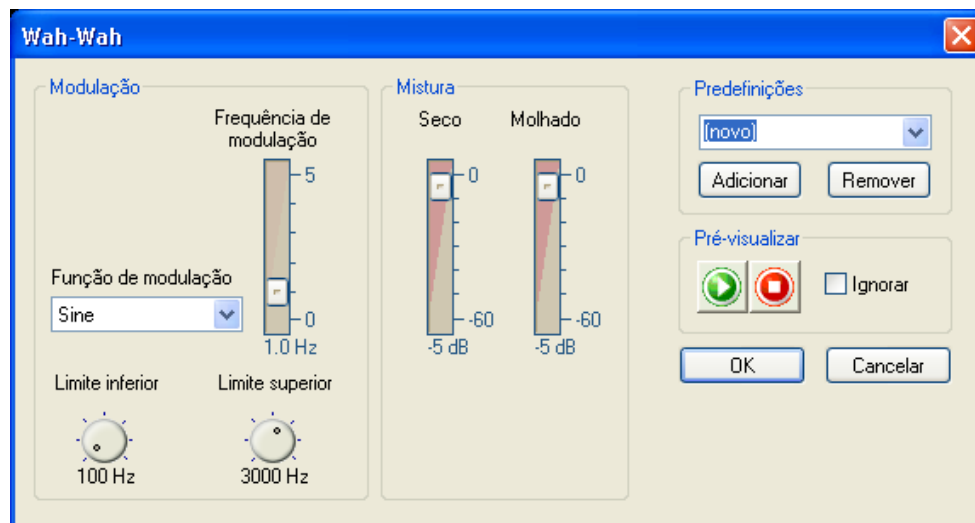 Wah-Wah
Modulação
Frequência de
modulação
5
0
1.0 Hz
Função de modulação
Sine
Limite inferior
100 Hz
Limite superior
3000 Hz
Mistura
Seco
0
-60
-5 dB
Molhado
0
-60
-5 dB
Predefinições
(novo)
Adicionar
Remover
Pré-visualizar
Ignorar
OK
Cancelar